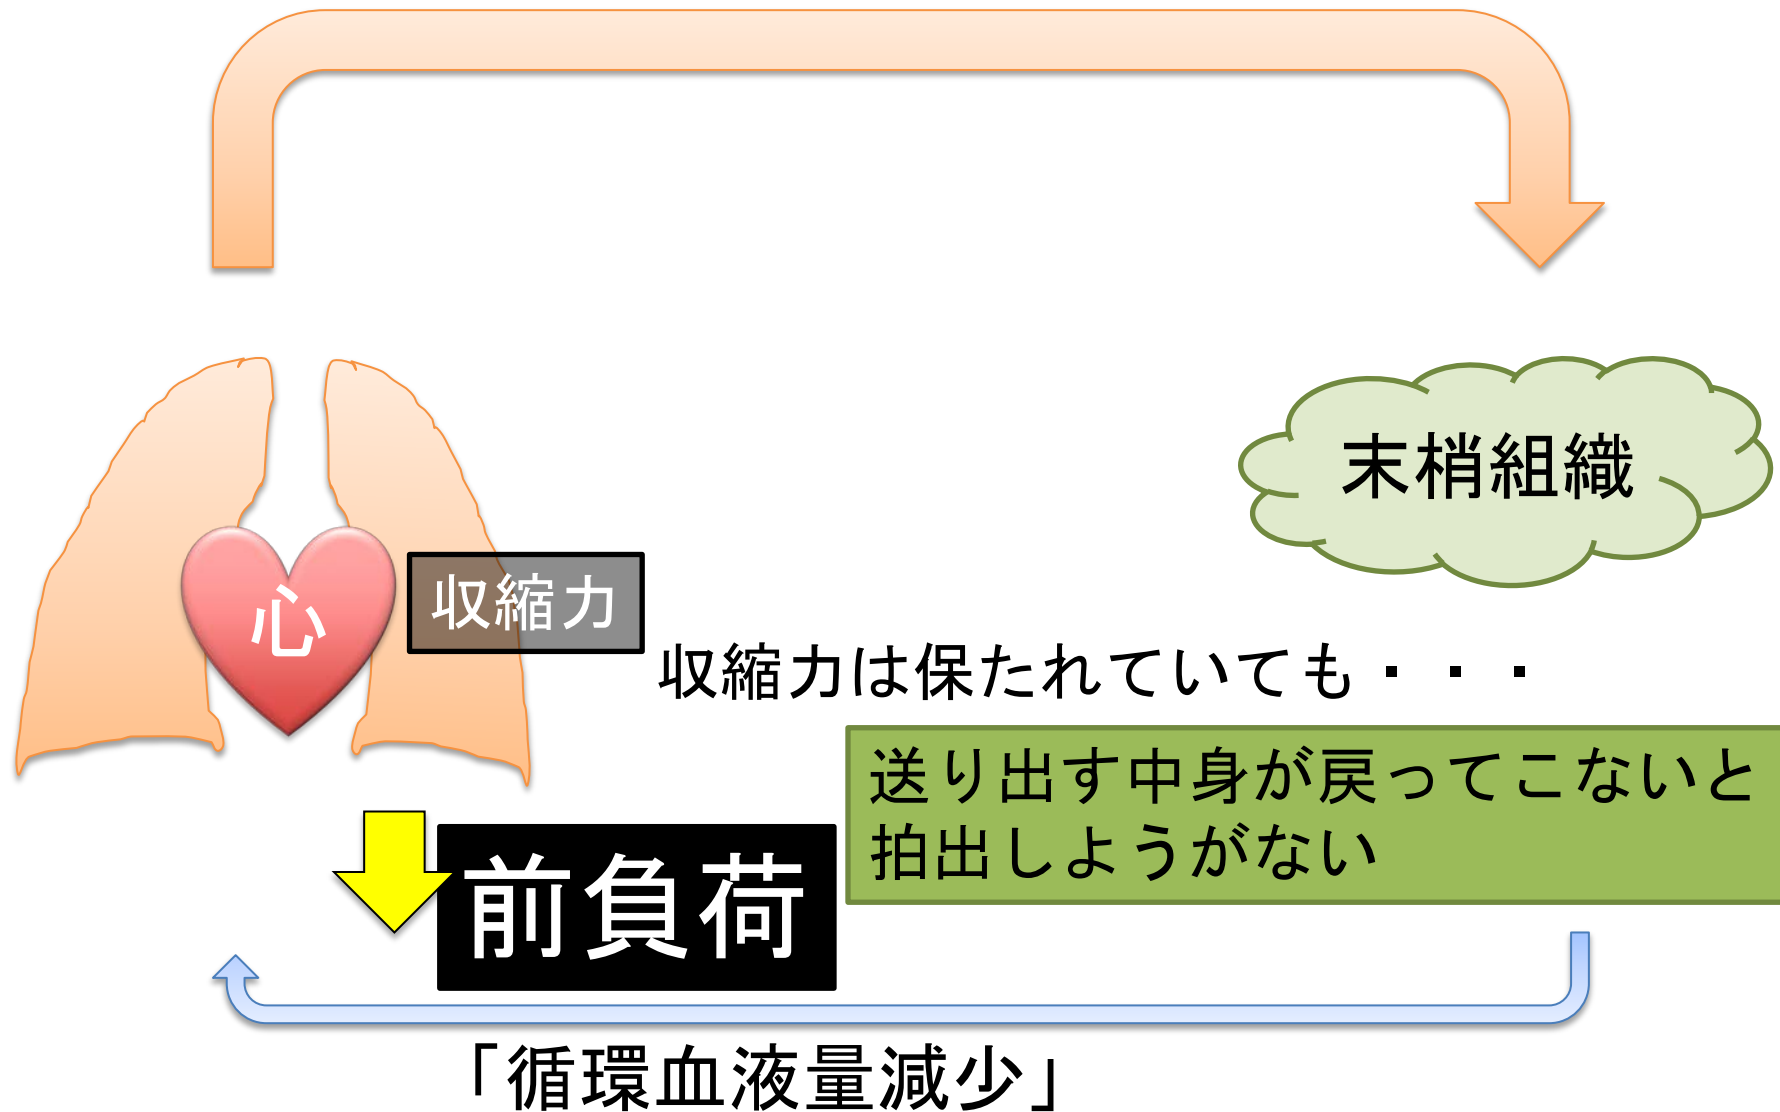 末梢組織
心
収縮力
収縮力は保たれていても・・・
送り出す中身が戻ってこないと
拍出しようがない
前負荷
「循環血液量減少」